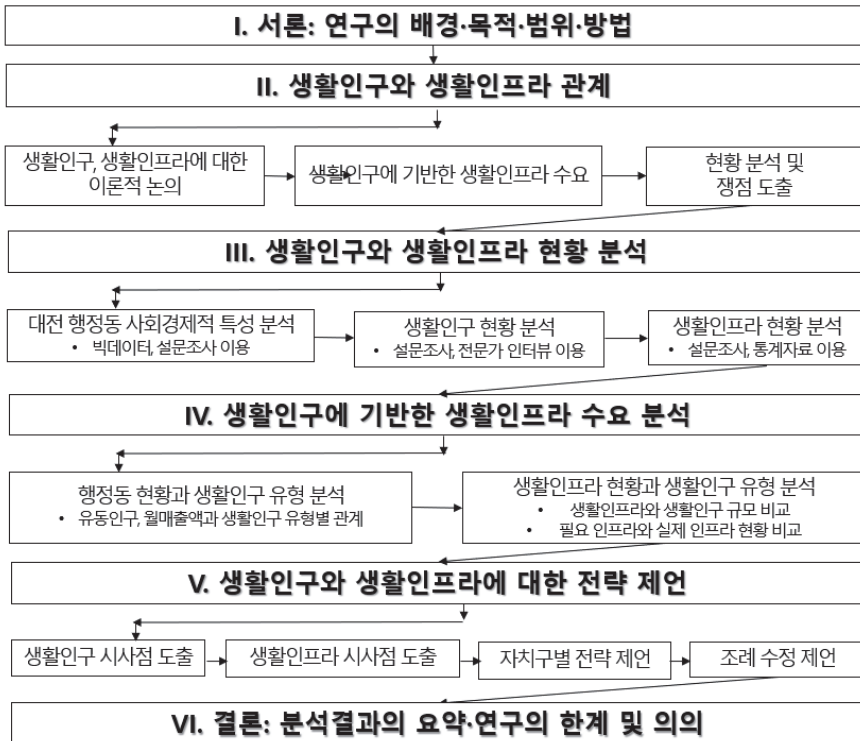 I. 서론: 연구의 배경·목적·범위·방법
II. 생활인구와 생활인프라 관계
생활인구, 생활인프라에 대한
이론적 논의
생활인구에 기반한 생활인프라 수요
현황 분석 및
쟁점 도출
III. 생활인구와 생활인프라 현황 분석
대전 행정동 사회경제적 특성 분석
• 빅데이터, 설문조사 이용
생활인구 현황 분석
• 설문조사, 전문가 인터뷰 이용
생활인프라 현황 분석
• 설문조사, 통계자료 이용
IV. 생활인구에 기반한 생활인프라 수요 분석
행정동 현황과 생활인구 유형 분석
• 유동인구, 월매출액과 생활인구 유형별 관계
생활인프라 현황과 생활인구 유형 분석
• 생활인프라와 생활인구 규모 비교
• 필요 인프라와 실제 인프라 현황 비교
V. 생활인구와 생활인프라에 대한 전략 제언
생활인구 시사점 도출
생활인프라 시사점 도출
자치구별 전략 제언
조례 수정 제언
VI. 결론: 분석결과의 요약·연구의 한계 및 의의